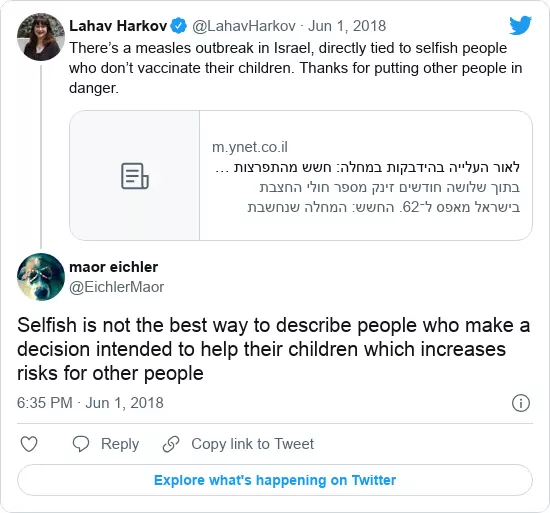 Lahav Harkov @LahavHarkov · Jun 1, 2018
There's a measles outbreak in Israel, directly tied to selfish people
who don't vaccinate their children. Thanks for putting other people in
danger.
m.ynet.co.il
לאור העלייה בהידבקות במחלה: חשש מהתפרצות ...
בתוך שלושה חודשים זינק מספר חולי החצבת
בישראל מאפס ל־62. החשש: המחלה שנחשבת
maor eichler
@EichlerMaor
Selfish is not the best way to describe people who make a
decision intended to help their children which increases
risks for other people
6:35 PM · Jun 1, 2018
Reply Copy link to Tweet
Explore what's happening on Twitter